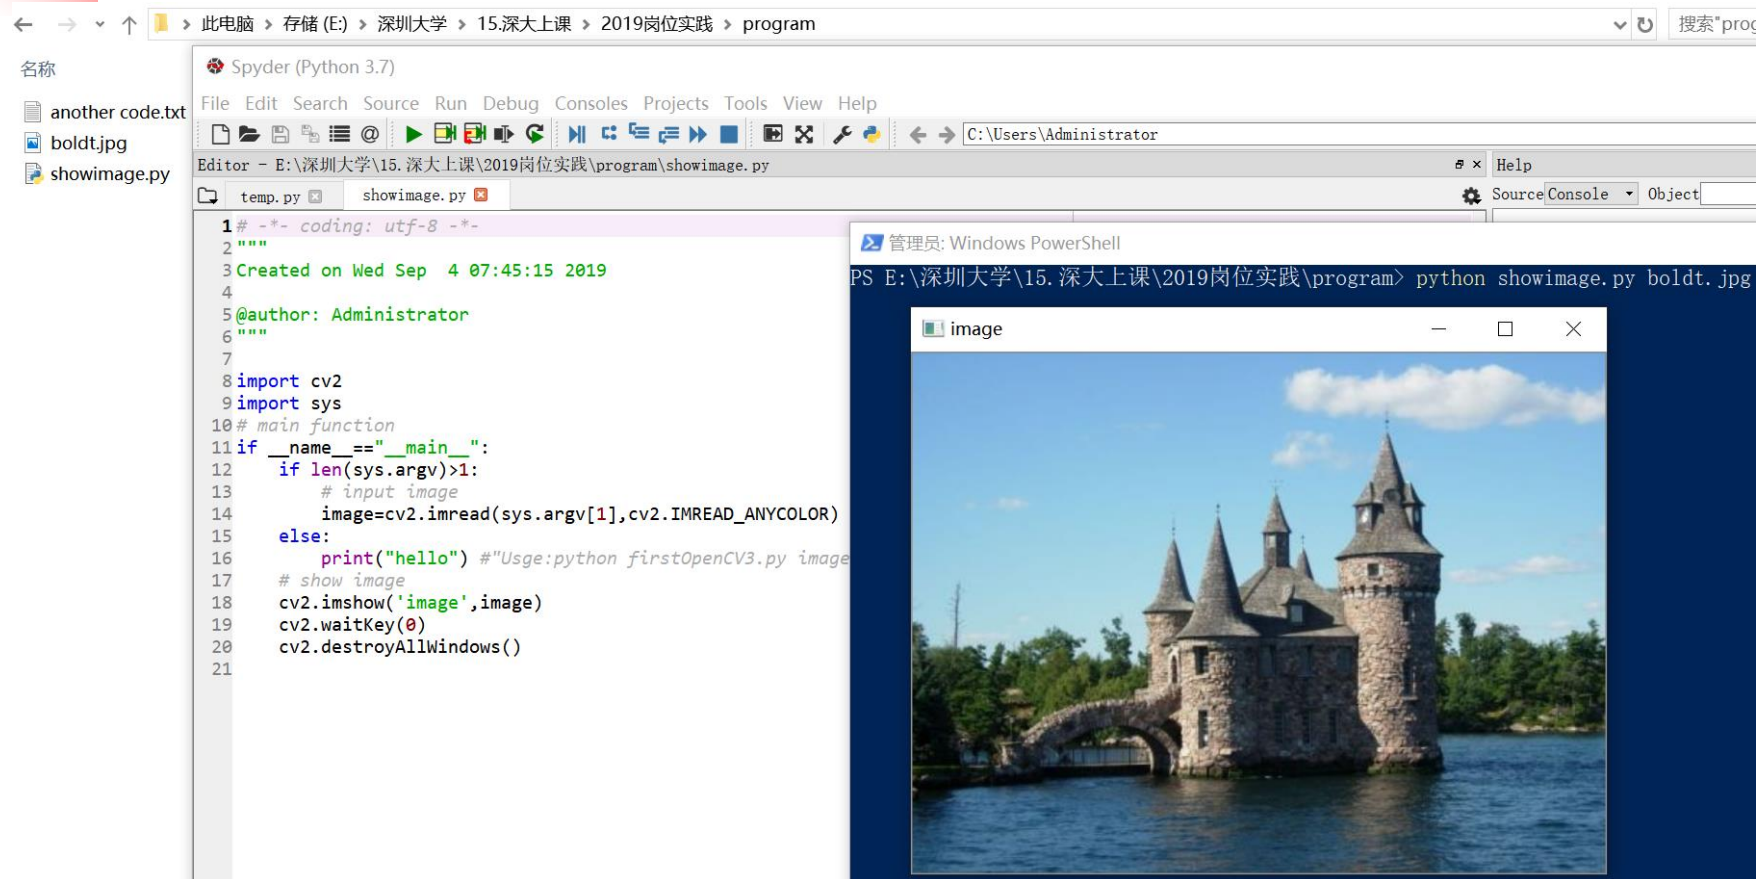 此电脑 > 存储 (E:) > 深圳大学 > 15.深大上课 > 2019岗位实践 > program
搜索"prog
名称
another code.txt
boldt.jpg
showimage.py
Spyder (Python 3.7)
File Edit Search Source Run Debug Consoles Projects Tools View Help
C:\Users\Administrator
Editor - E:\深圳大学\15.深大上课\2019岗位实践\program\showimage.py
Help
temp.py
showimage.py
Source Console Object
1 # -*- coding: utf-8 -*-
2 """
3 Created on Wed Sep  4 07:45:15 2019
4
5 @author: Administrator
6 """
7
8 import cv2
9 import sys
10 # main function
11 if __name__=="__main__":
12     if len(sys.argv)>1:
13         # input image
14         image=cv2.imread(sys.argv[1],cv2.IMREAD_ANYCOLOR)
15     else:
16         print("hello") #"Usge:python firstOpenCV3.py image
17     # show image
18     cv2.imshow('image',image)
19     cv2.waitKey(0)
20     cv2.destroyAllWindows()
21
管理员: Windows PowerShell
PS E:\深圳大学\15.深大上课\2019岗位实践\program> python showimage.py boldt.jpg
image